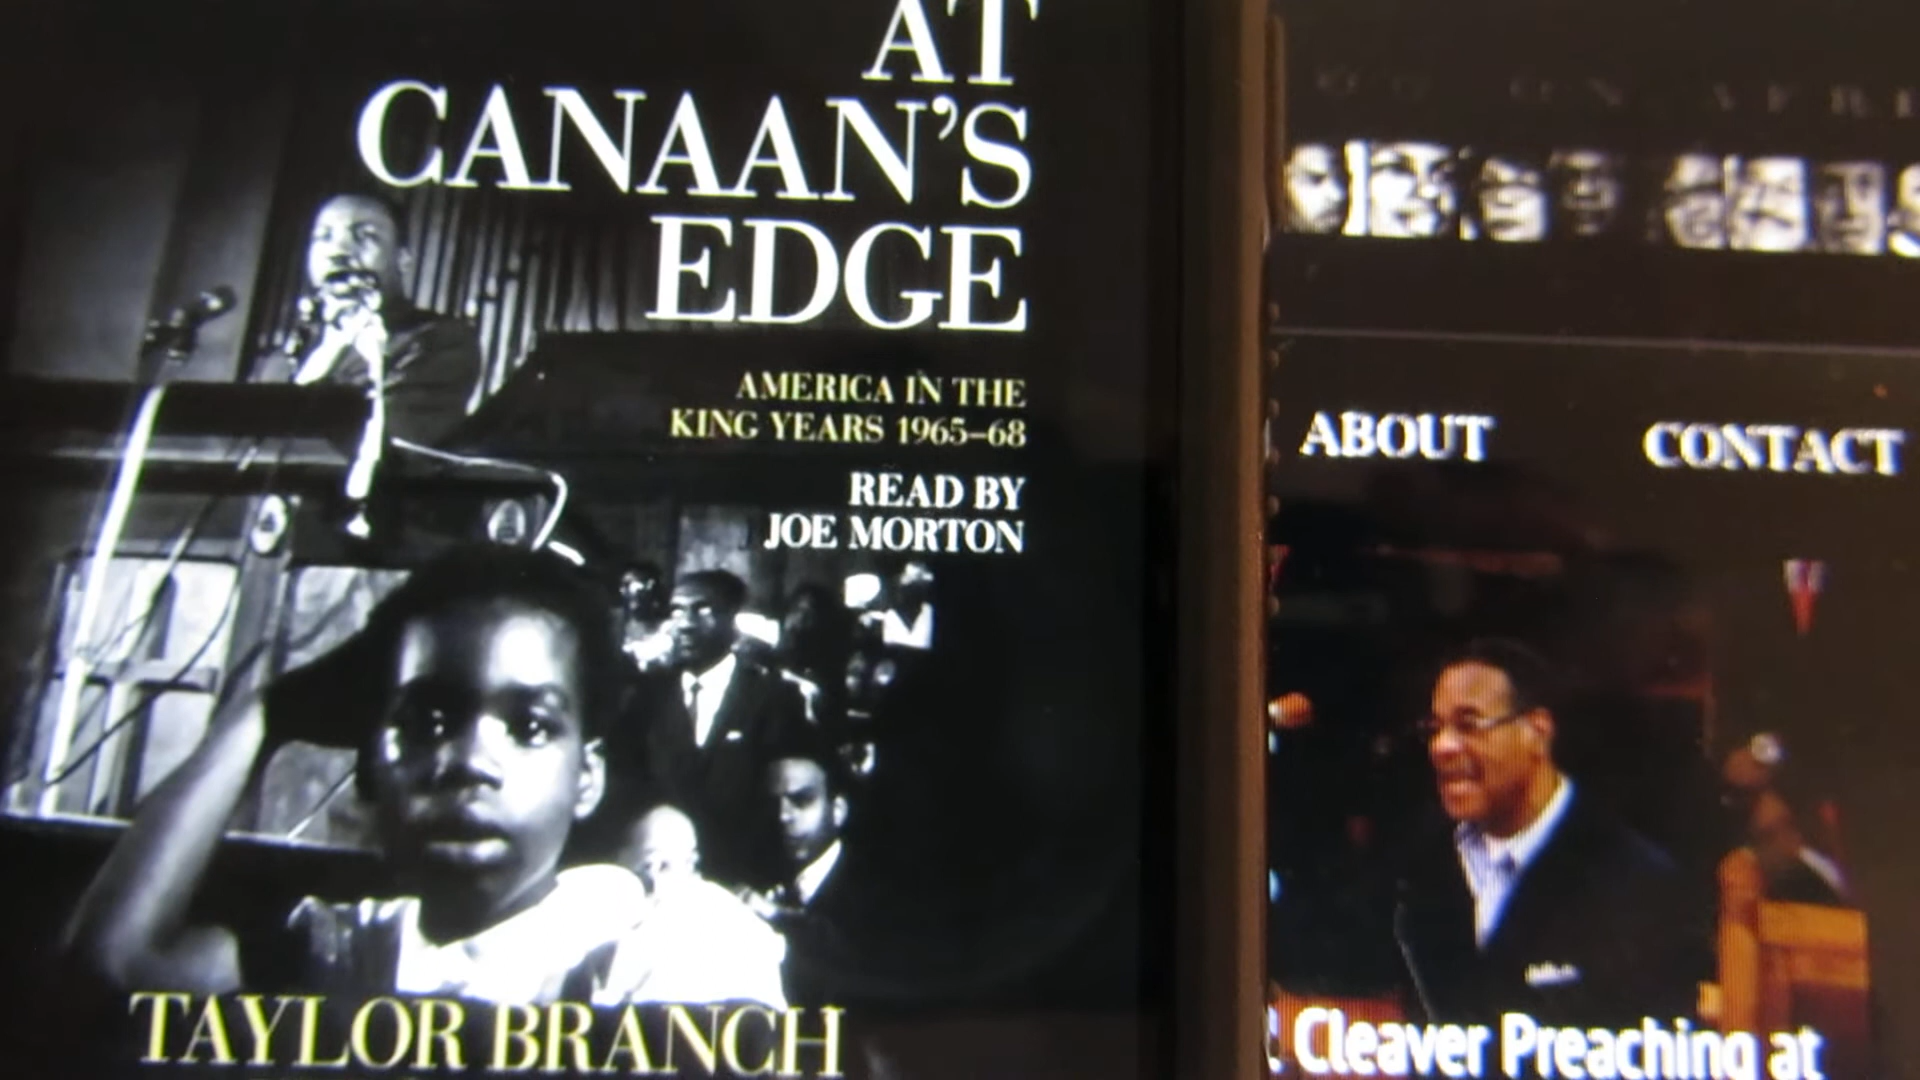 AT
CANAAN'S
EDGE
AMERICA IN THE
KING YEARS 1965–68
READ BY
JOE MORTON
TAYLOR BRANCH
ABOUT
CONTACT
Cleaver Preaching at